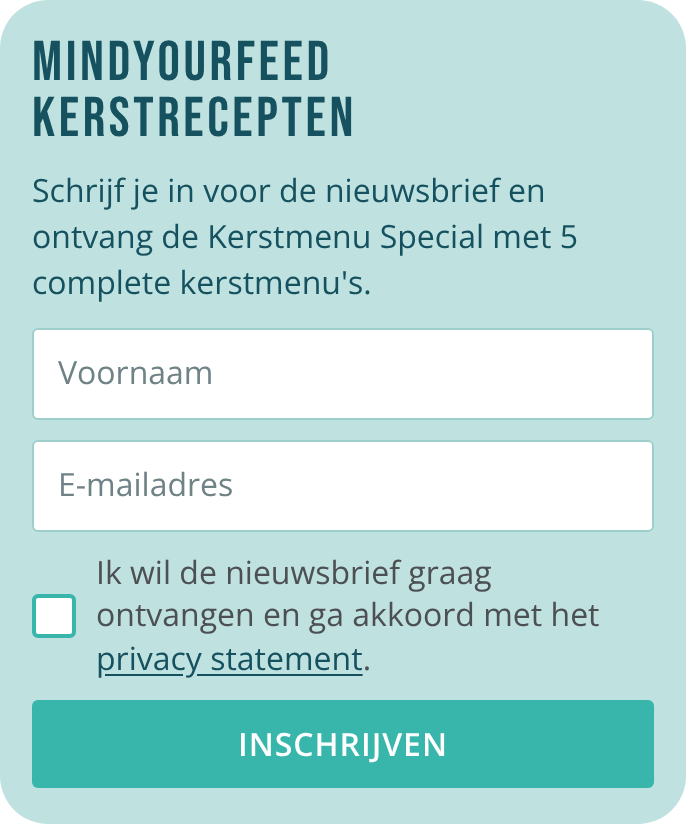 MINDYOURFEED
KERSTRECEPTEN
Schrijf je in voor de nieuwsbrief en
ontvang de Kerstmenu Special met 5
complete kerstmenu's.
Voornaam
E-mailadres
Ik wil de nieuwsbrief graag
ontvangen en ga akkoord met het
privacy statement.
INSCHRIJVEN